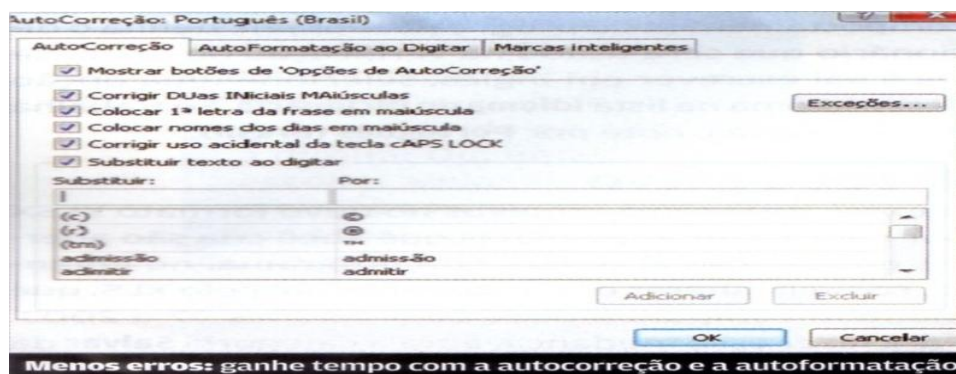 AutoCorreção: Português (Brasil)
AutoCorreção AutoFormatação ao Digitar Marcas Inteligentes
Mostrar botões de 'Opções de AutoCorreção'
Corrigir DUas INiciais MAiúsculas
Exceções...
Colocar 1ª letra da frase em maiúscula
Colocar nomes dos dias em maiúscula
Corrigir uso acidental da tecla cAPS LOCK
Substituir texto ao digitar
Substituir: Por:
(c) ©
(r) ®
(tm) ™
adimissão admissão
adimitir admitir
Adicionar Excluir
OK Cancelar
Menos erros: ganhe tempo com a autocorreção e a autoformatação